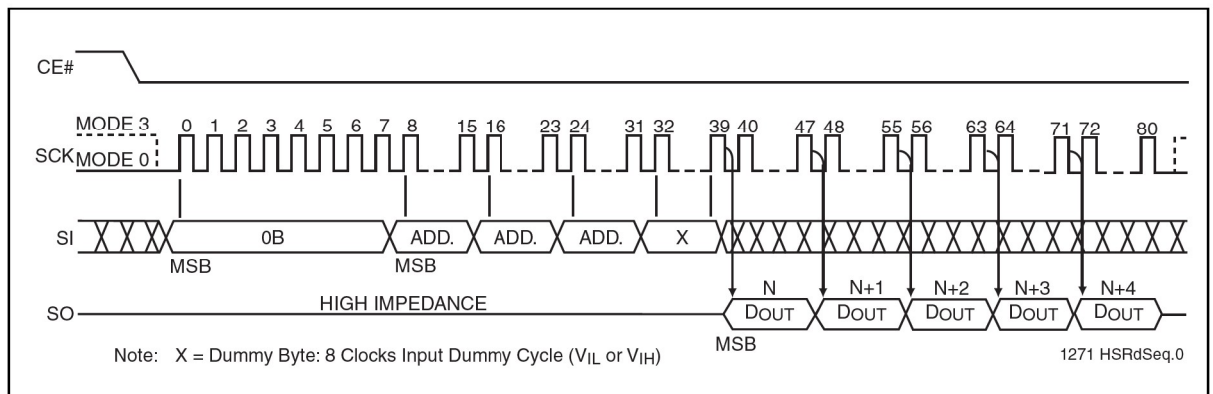 CE#
MODE 3 0 1 2 3 4 5 6 7 8 15 16 23 24 31 32 39 40 47 48 55 56 63 64 71 72 80
SCK MODE 0
SI 0B ADD. ADD. ADD. X
MSB MSB
N N+1 N+2 N+3 N+4
SO HIGH IMPEDANCE DOUT DOUT DOUT DOUT DOUT
MSB
Note: X = Dummy Byte: 8 Clocks Input Dummy Cycle (VIL or VIH)
1271 HSRdSeq.0